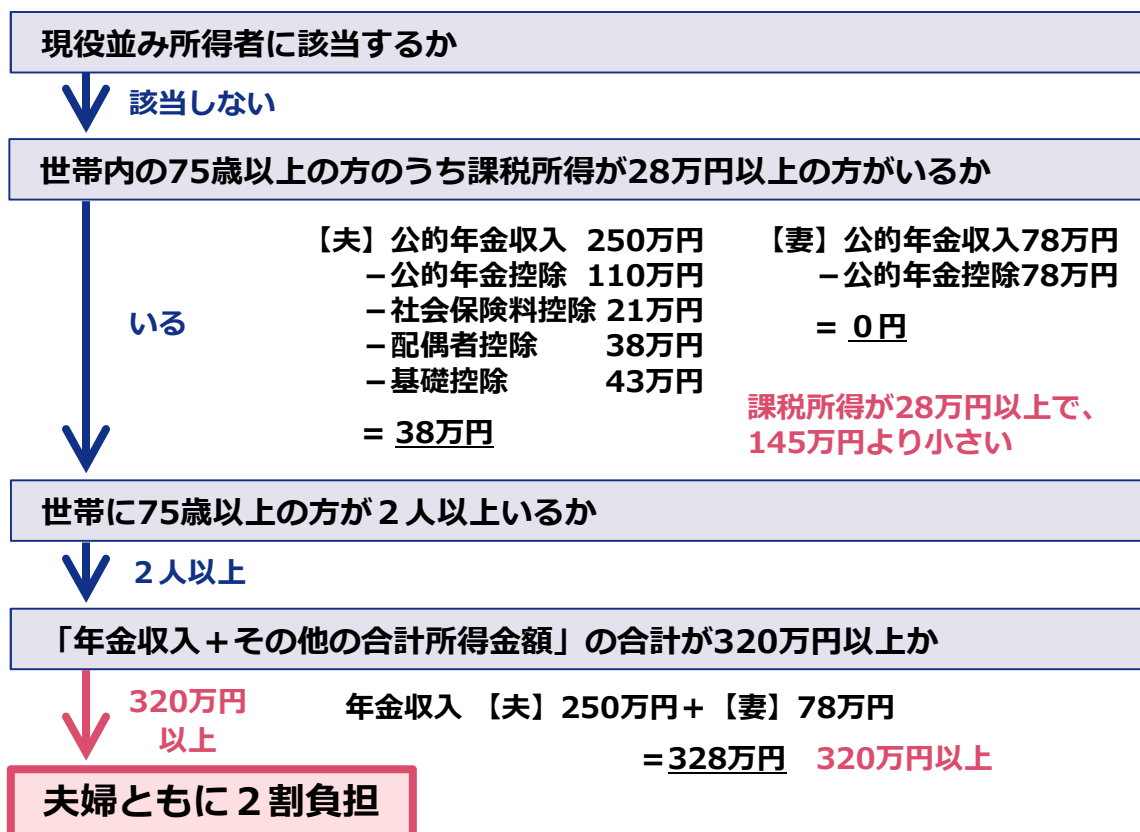 現役並み所得者に該当するか
該当しない
世帯内の75歳以上の方のうち課税所得が28万円以上の方がいるか
いる
【夫】公的年金収入 250万円
－公的年金控除 110万円
－社会保険料控除 21万円
－配偶者控除 38万円
－基礎控除 43万円
= 38万円
【妻】公的年金収入78万円
－公的年金控除78万円
= ０円
課税所得が28万円以上で、
145万円より小さい
世帯に75歳以上の方が２人以上いるか
２人以上
「年金収入＋その他の合計所得金額」の合計が320万円以上か
320万円
以上
年金収入 【夫】250万円＋【妻】78万円
＝328万円 320万円以上
夫婦ともに２割負担